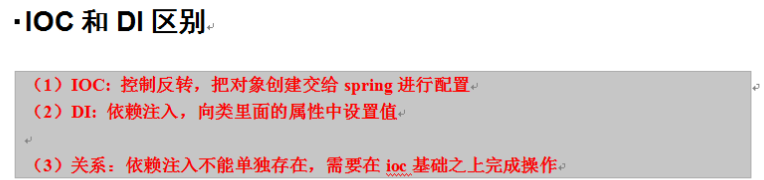 ▪IOC 和 DI 区别
（1）IOC: 控制反转，把对象创建交给 spring 进行配置
（2）DI: 依赖注入，向类里面的属性中设置值
（3）关系：依赖注入不能单独存在，需要在 ioc 基础之上完成操作